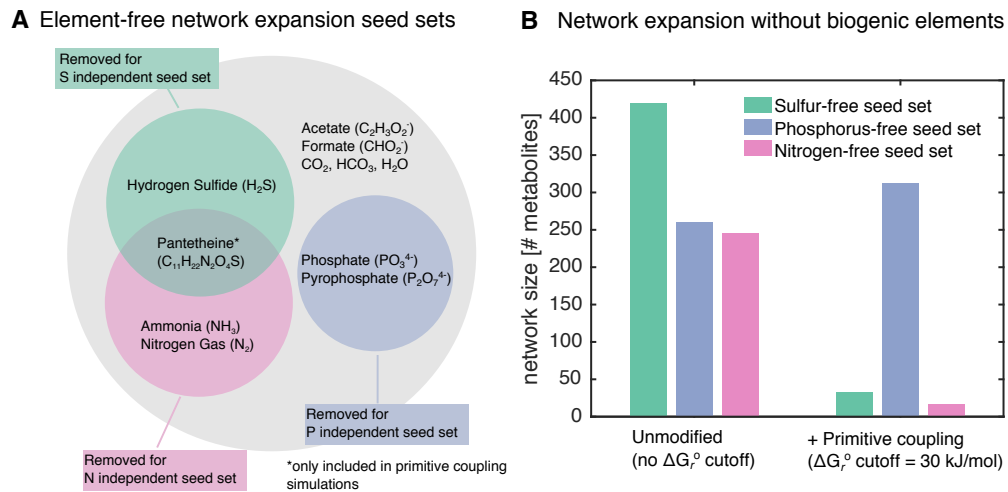 A Element-free network expansion seed sets
Removed for
S independent seed set
Acetate (C₂H₃O₂⁻)
Formate (CHO₂⁻)
CO₂, HCO₃, H₂O
Hydrogen Sulfide (H₂S)
Pantetheine*
(C₁₁H₂₂N₂O₄S)
Phosphate (PO₃⁴⁻)
Pyrophosphate (P₂O₇⁴⁻)
Ammonia (NH₃)
Nitrogen Gas (N₂)
Removed for
P independent seed set
Removed for
N independent seed set
*only included in primitive coupling
simulations
B Network expansion without biogenic elements
network size [# metabolites]
450
400
350
300
250
200
150
100
50
0
Sulfur-free seed set
Phosphorus-free seed set
Nitrogen-free seed set
Unmodified
(no ΔGᵣ° cutoff)
+ Primitive coupling
(ΔGᵣ° cutoff = 30 kJ/mol)